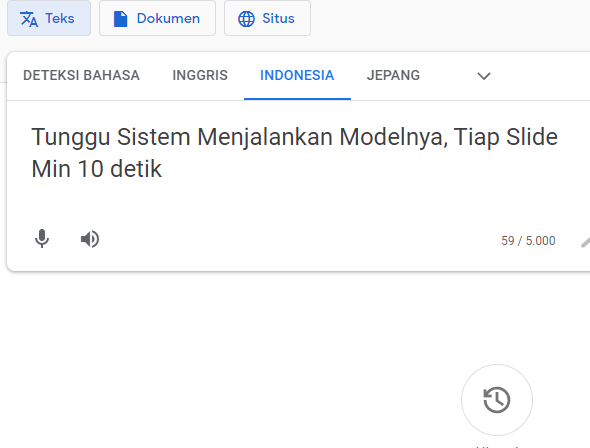 Teks Dokumen Situs
DETEKSI BAHASA INGGRIS INDONESIA JEPANG
Tunggu Sistem Menjalankan Modelnya, Tiap Slide
Min 10 detik
59 / 5.000